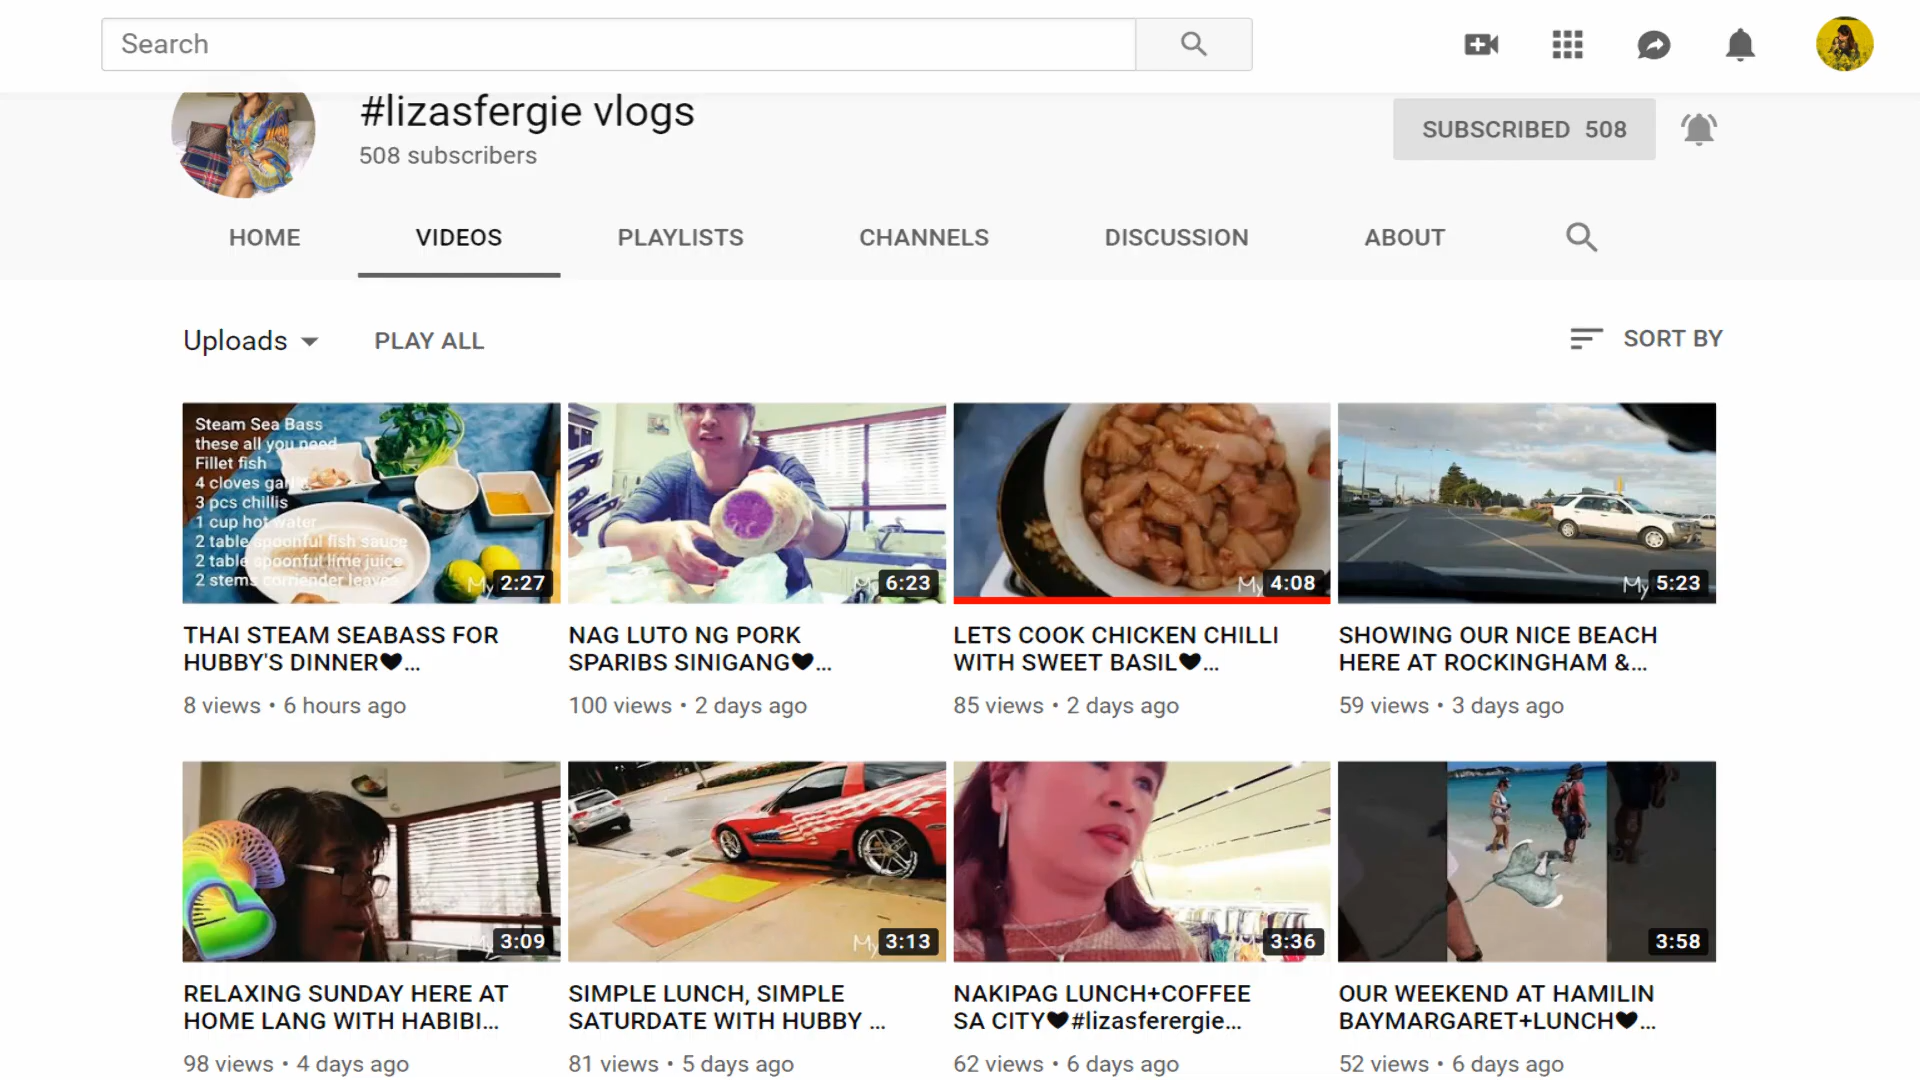 Search
#lizasfergie vlogs
508 subscribers
SUBSCRIBED 508
HOME VIDEOS PLAYLISTS CHANNELS DISCUSSION ABOUT
Uploads PLAY ALL SORT BY
Steam Sea Bass
these all you need
Fillet fish
4 cloves garlic
3 pcs chillis
1 cup hot water
2 table spoonful fish sauce
2 table spoonful lime juice
2 stems corriender leaves
My 2:27
M 6:23
My 4:08
My 5:23
THAI STEAM SEABASS FOR
HUBBY'S DINNER🖤...
8 views • 6 hours ago
NAG LUTO NG PORK
SPARIBS SINIGANG🖤...
100 views • 2 days ago
LETS COOK CHICKEN CHILLI
WITH SWEET BASIL🖤...
85 views • 2 days ago
SHOWING OUR NICE BEACH
HERE AT ROCKINGHAM &...
59 views • 3 days ago
My 3:09
My 3:13
3:36
3:58
RELAXING SUNDAY HERE AT
HOME LANG WITH HABIBI...
98 views • 4 days ago
SIMPLE LUNCH, SIMPLE
SATURDATE WITH HUBBY ...
81 views • 5 days ago
NAKIPAG LUNCH+COFFEE
SA CITY🖤#lizasferergie...
62 views • 6 days ago
OUR WEEKEND AT HAMILIN
BAYMARGARET+LUNCH🖤...
52 views • 6 days ago